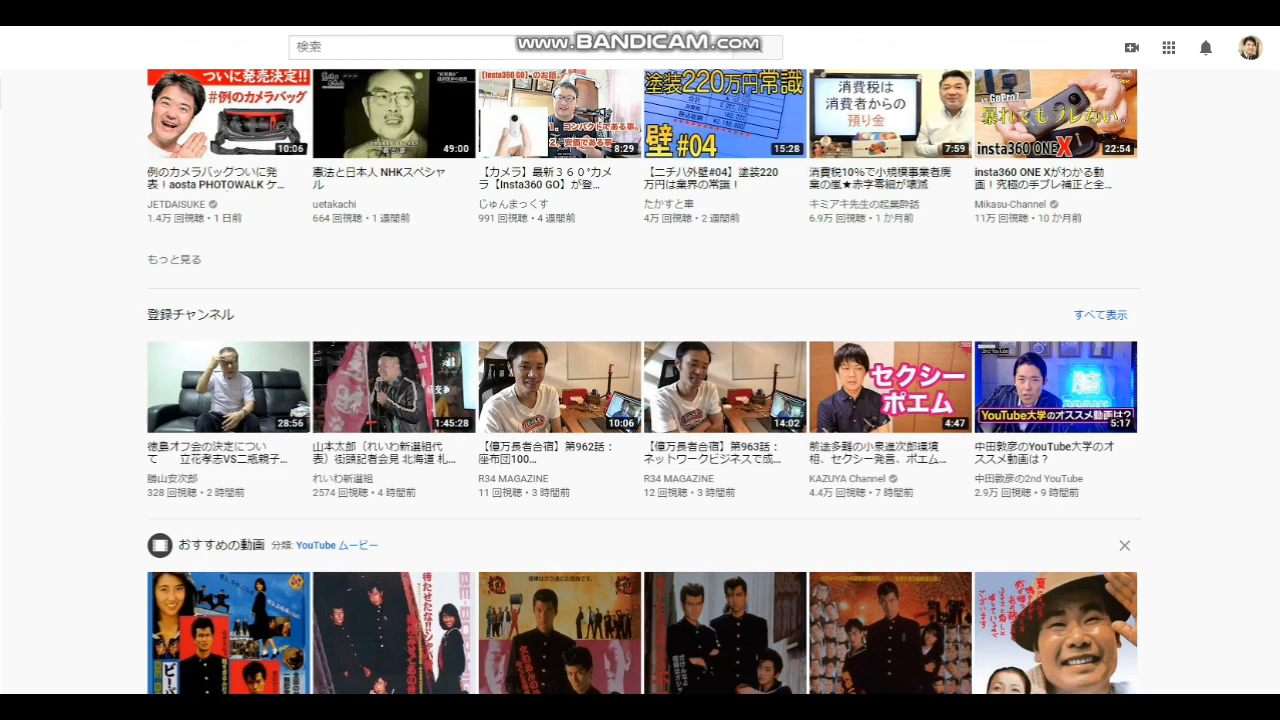 検索
WWW.BANDICAM.COM
ついに発売決定!!
#例のカメラバッグ
10:06
49:00
【Insta360 GO】のお話
1、コンパクトである事。
8:29
塗装220万円常識
壁#04
15:28
消費税は
消費者からの
預り金
7:59
vs GoPro7
暴れてもブレない。
insta360 ONE X
22:54
例のカメラバッグついに発
表！aosta PHOTOWALK ケ...
JETDAISUKE
1.4万 回視聴・1 日前
憲法と日本人 NHKスペシャ
ル
uetakachi
664 回視聴・1 週間前
【カメラ】最新３６０°カメ
ラ【Insta360 GO】が登...
じゅんまっくす
991 回視聴・4 週間前
【ニチハ外壁#04】塗装220
万円は業界の常識！
たかすと車
4万 回視聴・2 週間前
消費税10%で小規模事業者廃
業の嵐★赤字零細が壊滅
キミアキ先生の起業酔話
6.9万 回視聴・1 か月前
insta360 ONE Xがわかる動
画！究極の手ブレ補正と全...
Mikasu-Channel
11万 回視聴・10 か月前
もっと見る
登録チャンネル
すべて表示
28:56
1:45:28
10:06
14:02
セクシー
ポエム
4:47
YouTube大学のオススメ動画は？
5:17
徳島オフ会の決定につい
て　　立花孝志VS二瓶親子...
勝山安次郎
328 回視聴・2 時間前
山本太郎（れいわ新選組代
表）街頭記者会見 北海道 札...
れいわ新選組
2574 回視聴・4 時間前
【億万長者合宿】第962話：
座布団100...
R34 MAGAZINE
11 回視聴・3 時間前
【億万長者合宿】第963話：
ネットワークビジネスで成...
R34 MAGAZINE
12 回視聴・3 時間前
前途多難の小泉進次郎環境
相、セクシー発言、ポエム...
KAZUYA Channel
4.4万 回視聴・7 時間前
中田敦彦のYouTube大学のオ
ススメ動画は？
中田敦彦の2nd YouTube
2.9万 回視聴・9 時間前
おすすめの動画 分類: YouTube ムービー